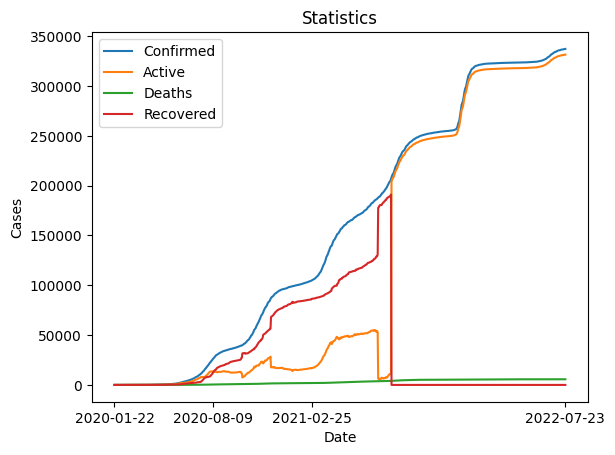 Statistics
350000
300000
250000
200000
150000
100000
50000
0
Cases
Confirmed
Active
Deaths
Recovered
2020-01-22 2020-08-09 2021-02-25 2022-07-23
Date